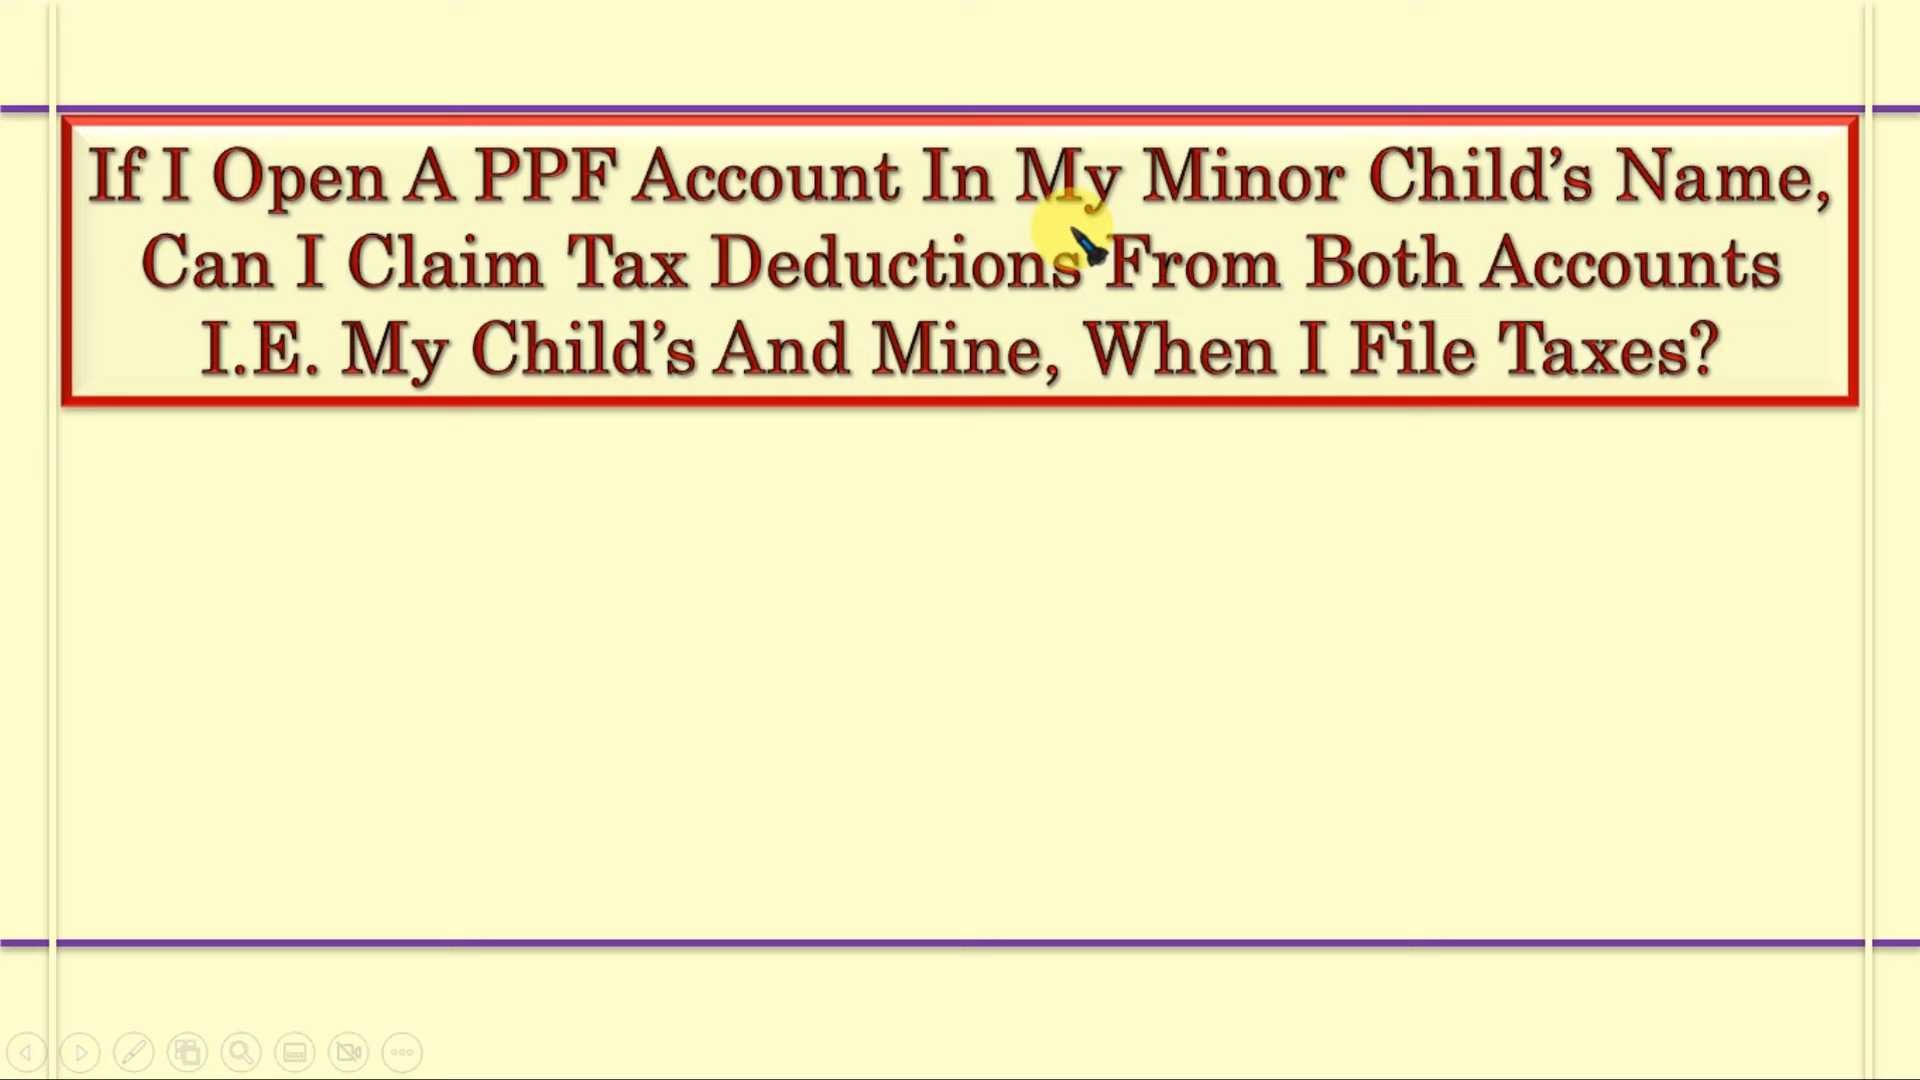 If I Open A PPF Account In My Minor Child’s Name,
Can I Claim Tax Deductions From Both Accounts
I.E. My Child’s And Mine, When I File Taxes?